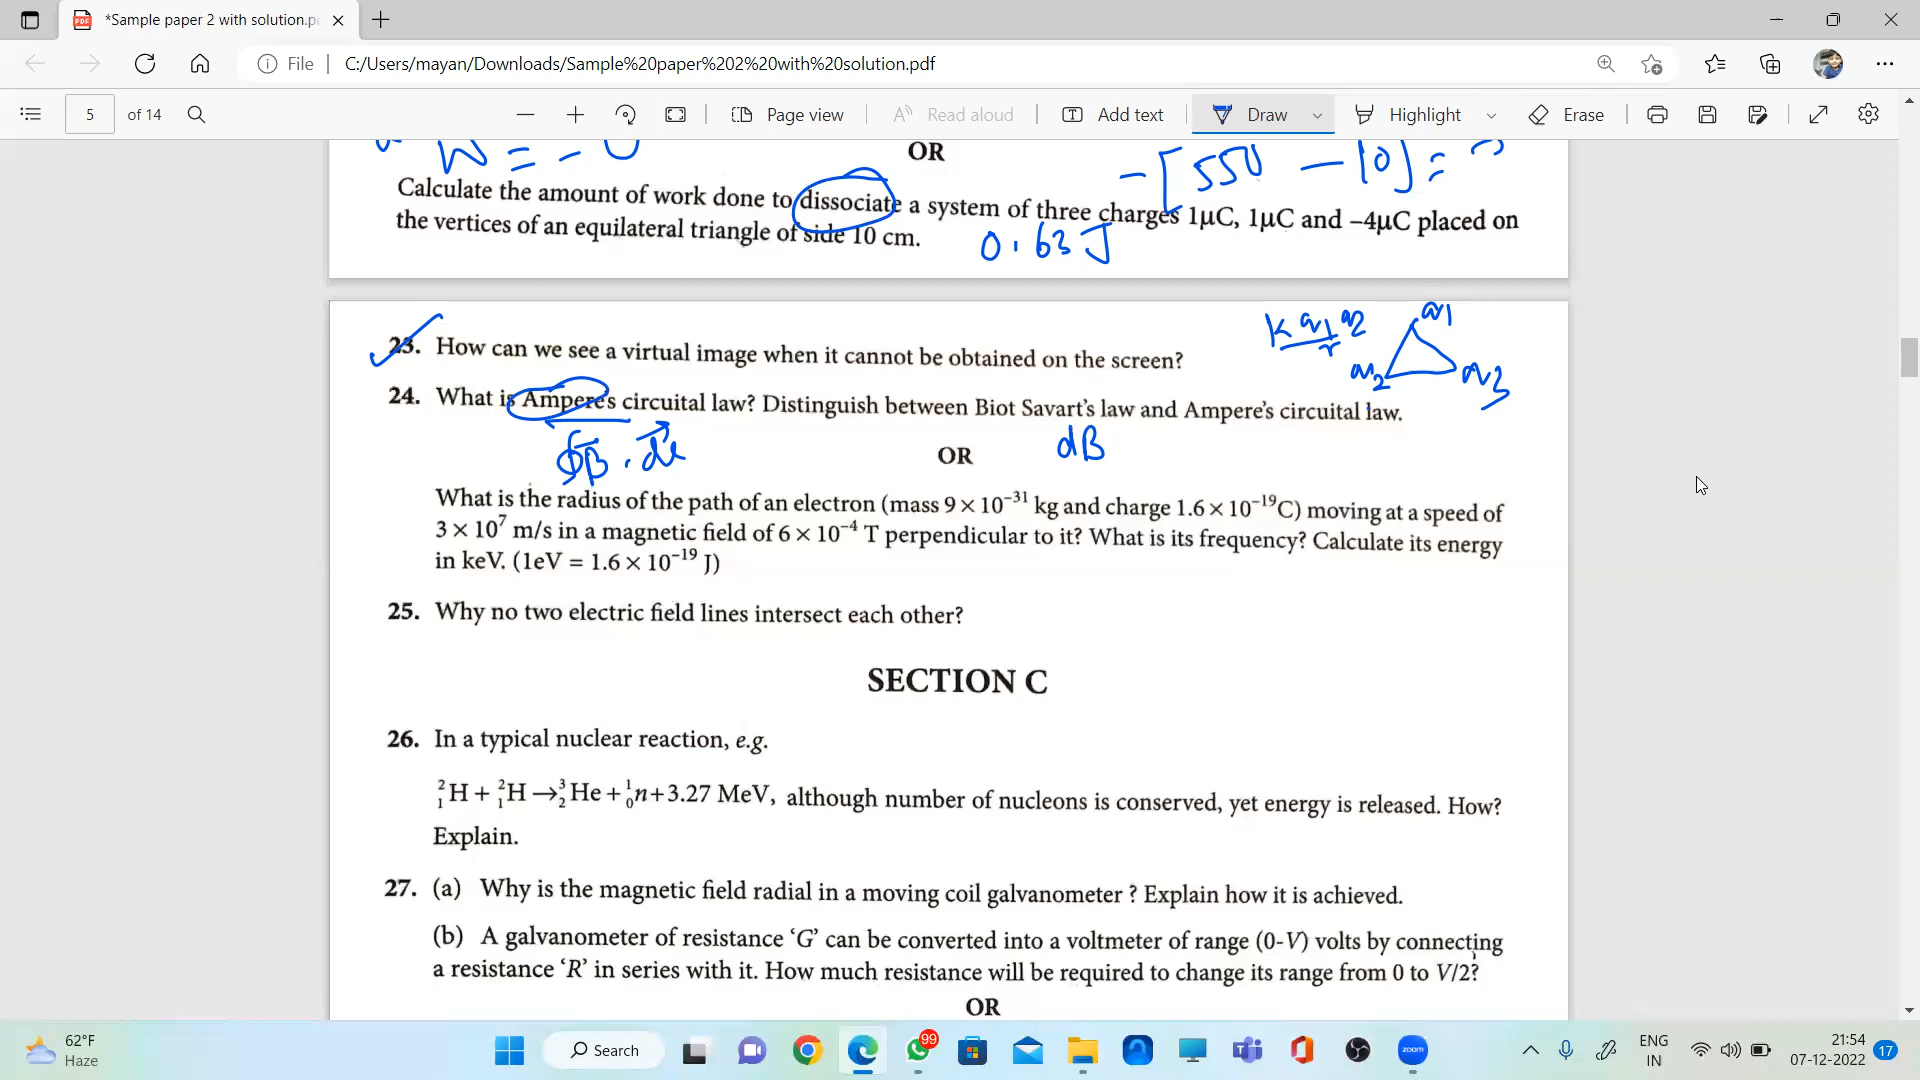 *Sample paper 2 with solution.p
File
C:/Users/mayan/Downloads/Sample%20paper%202%20with%20solution.pdf
5 of 14
Page view
Read aloud
Add text
Draw
Highlight
Erase
OR
- [550 - 10] =
Calculate the amount of work done to dissociate a system of three charges 1μC, 1μC and –4μC placed on
the vertices of an equilateral triangle of side 10 cm.
0.63 J
23. How can we see a virtual image when it cannot be obtained on the screen?
24. What is Ampere's circuital law? Distinguish between Biot Savart's law and Ampere's circuital law.
dB
OR
What is the radius of the path of an electron (mass 9 × 10⁻³¹ kg and charge 1.6 × 10⁻¹⁹C) moving at a speed of
3 × 10⁷ m/s in a magnetic field of 6 × 10⁻⁴ T perpendicular to it? What is its frequency? Calculate its energy
in keV. (1eV = 1.6 × 10⁻¹⁹ J)
25. Why no two electric field lines intersect each other?
SECTION C
26. In a typical nuclear reaction, e.g.
²₁H + ²₁H → ³₂He + ¹₀n + 3.27 MeV, although number of nucleons is conserved, yet energy is released. How?
Explain.
27. (a) Why is the magnetic field radial in a moving coil galvanometer ? Explain how it is achieved.
(b) A galvanometer of resistance ‘G’ can be converted into a voltmeter of range (0-V) volts by connecting
a resistance ‘R’ in series with it. How much resistance will be required to change its range from 0 to V/2?
OR
62°F
Haze
Search
99
zoom
ENG
IN
21:54
07-12-2022
17